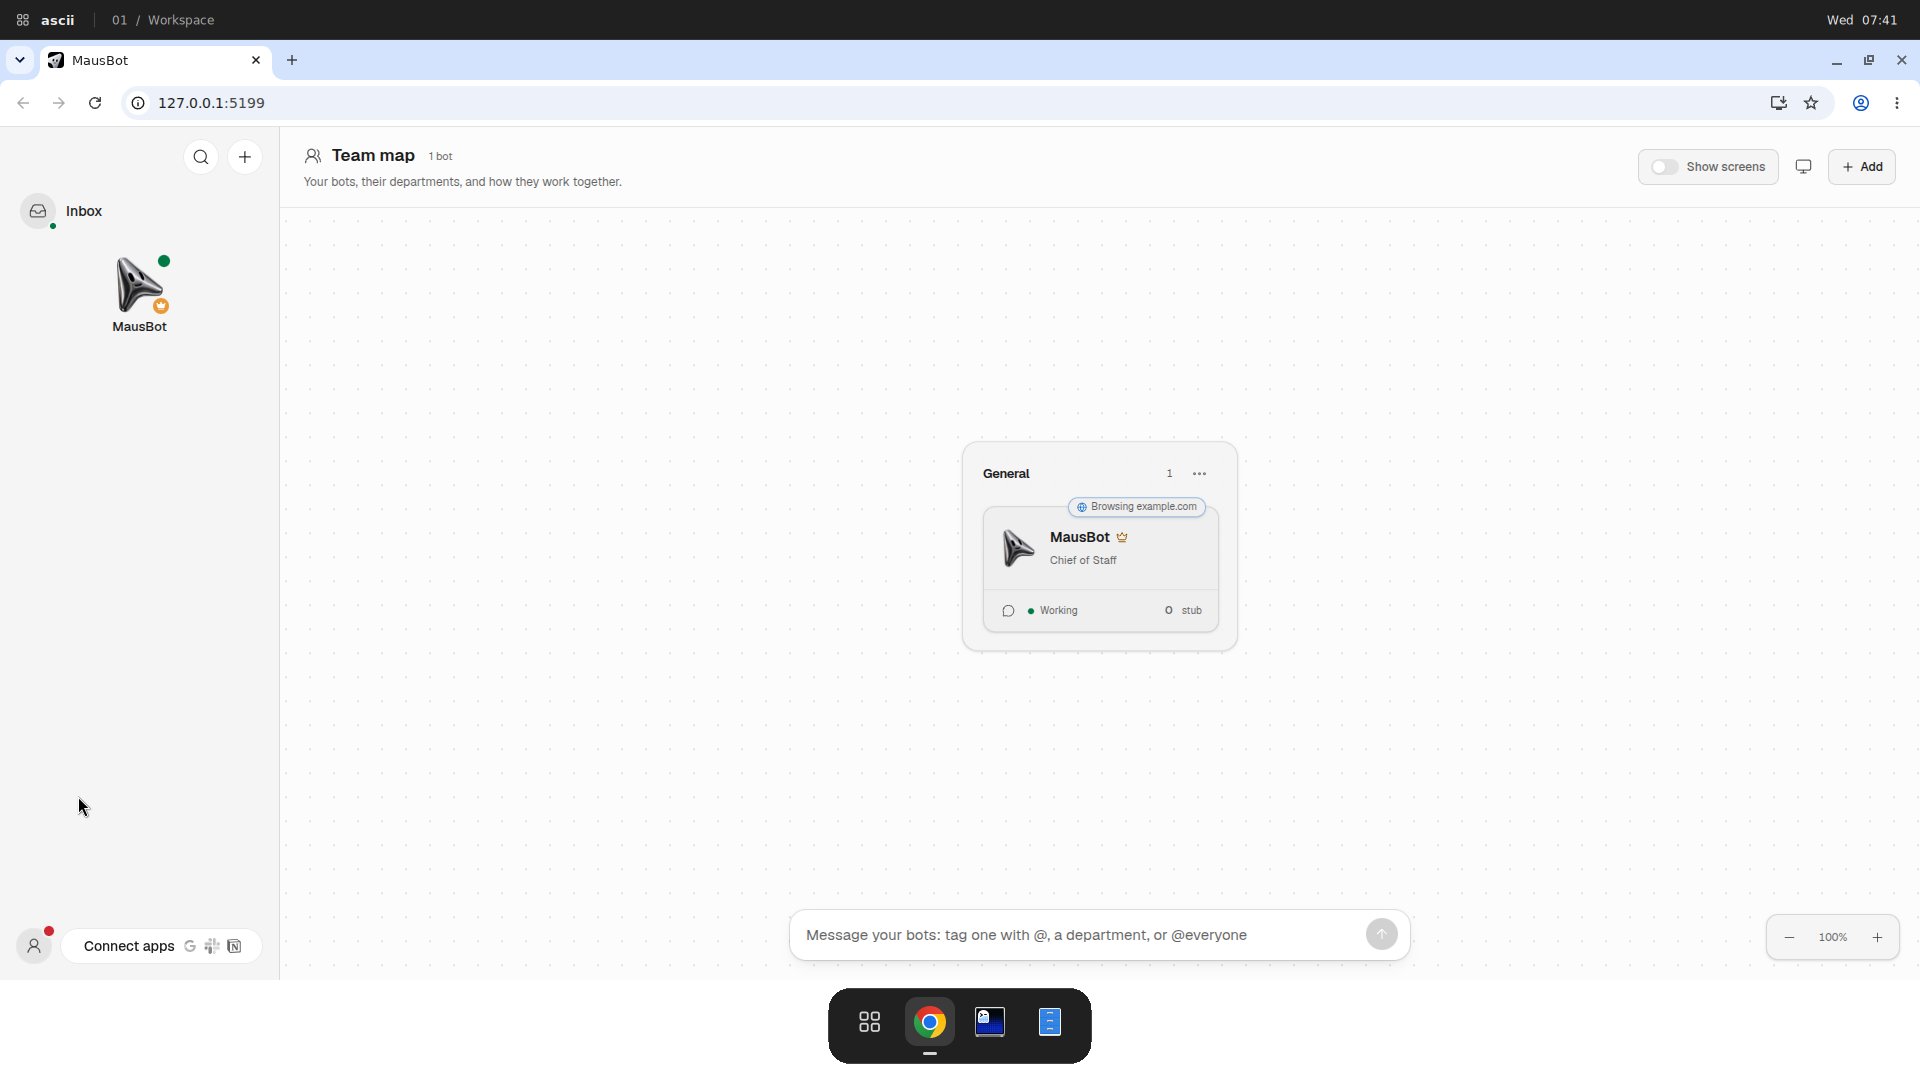 ascii
01 / Workspace
Wed 07:41
MausBot
127.0.0.1:5199
Inbox
MausBot
Team map
1 bot
Your bots, their departments, and how they work together.
Show screens
Add
General
1
Browsing example.com
MausBot
Chief of Staff
Working
0 stub
Message your bots: tag one with @, a department, or @everyone
100%
Connect apps